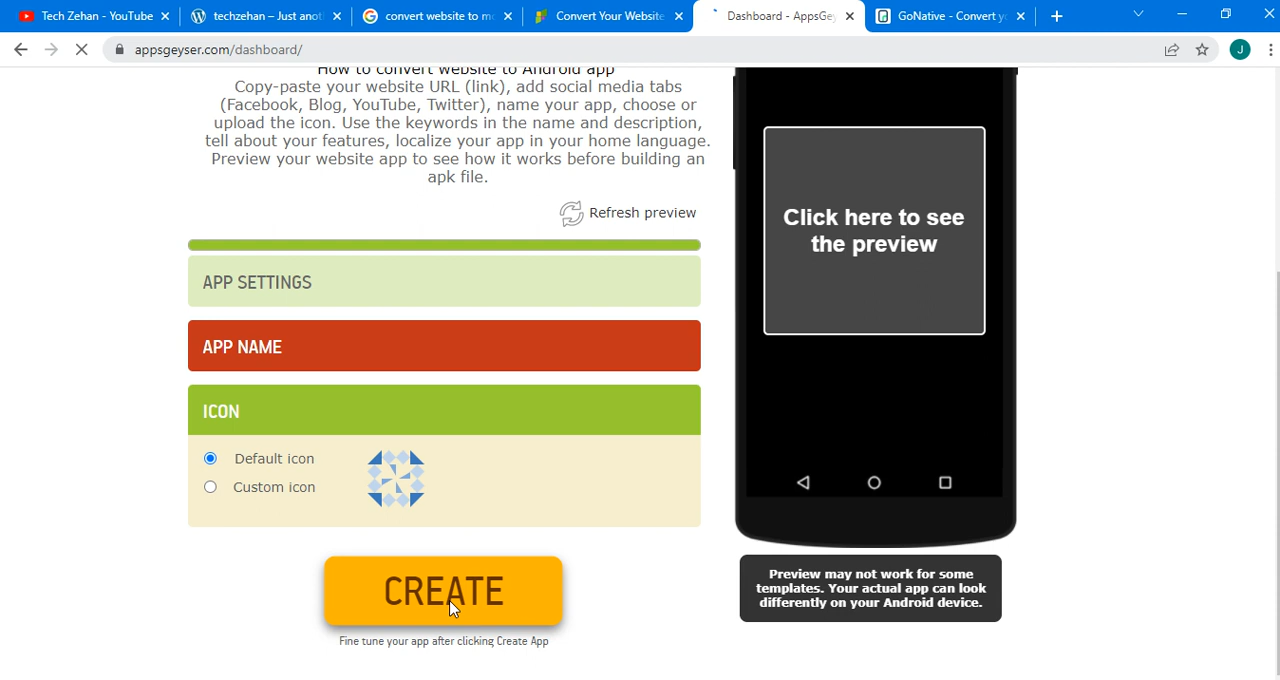 Tech Zehan - YouTube
techzehan – Just anot
convert website to mo
Convert Your Website
Dashboard - AppsGey
GoNative - Convert yo
appsgeyser.com/dashboard/
J
How to convert website to Android app
Copy-paste your website URL (link), add social media tabs
(Facebook, Blog, YouTube, Twitter), name your app, choose or
upload the icon. Use the keywords in the name and description,
tell about your features, localize your app in your home language.
Preview your website app to see how it works before building an
apk file.
Refresh preview
APP SETTINGS
APP NAME
ICON
Default icon
Custom icon
CREATE
Fine tune your app after clicking Create App
Click here to see
the preview
Preview may not work for some
templates. Your actual app can look
differently on your Android device.